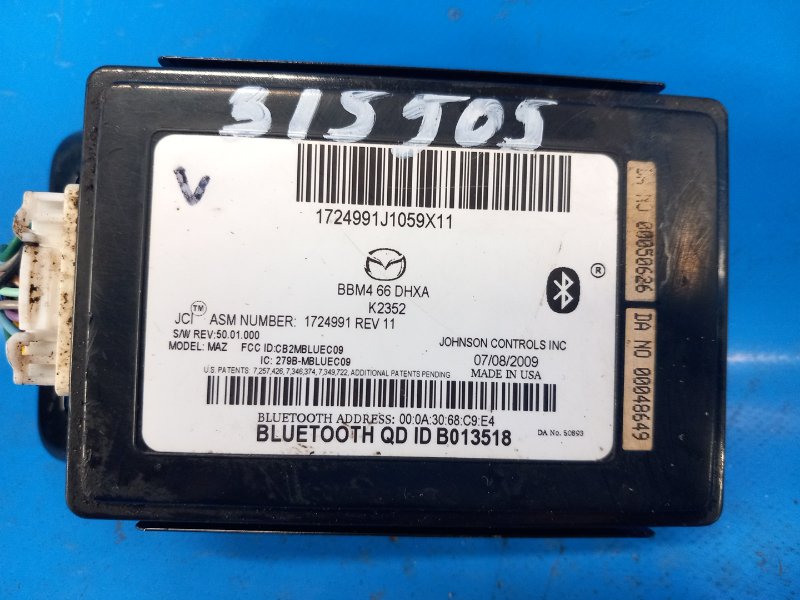 315505
V
1724991J1059X11
®
BBM4 66 DHXA
K2352
JCI™ ASM NUMBER: 1724991 REV 11
S/W REV:50.01.000
MODEL: MAZ FCC ID:CB2MBLUEC09
IC: 279B-MBLUEC09
JOHNSON CONTROLS INC
07/08/2009
MADE IN USA
U.S. PATENTS: 7,257,426, 7,346,374, 7,349,722, ADDITIONAL PATENTS PENDING
BLUETOOTH ADDRESS: 00:0A:30:68:C9:E4
BLUETOOTH QD ID B013518
DA No. 50893
00050626
DA NO 00048649